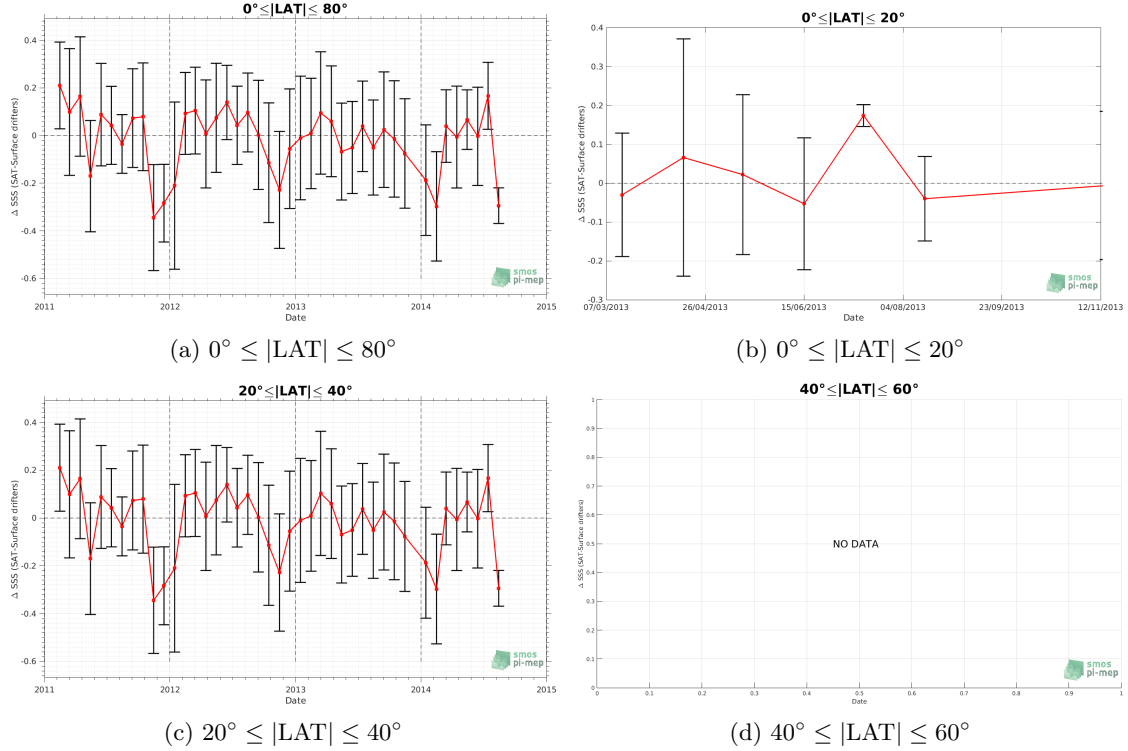 0°≤|LAT|≤ 80°
Δ SSS (SAT-Surface drifters)
0.4
0.2
0
-0.2
-0.4
-0.6
2011 2012 2013 2014 2015
Date
smos
pi-mep
(a) 0° ≤ |LAT| ≤ 80°
0°≤|LAT|≤ 20°
Δ SSS (SAT-Surface drifters)
0.4
0.3
0.2
0.1
0
-0.1
-0.2
-0.3
07/03/2013 26/04/2013 15/06/2013 04/08/2013 23/09/2013 12/11/2013
Date
smos
pi-mep
(b) 0° ≤ |LAT| ≤ 20°
20°≤|LAT|≤ 40°
Δ SSS (SAT-Surface drifters)
0.4
0.2
0
-0.2
-0.4
-0.6
2011 2012 2013 2014 2015
Date
smos
pi-mep
(c) 20° ≤ |LAT| ≤ 40°
40°≤|LAT|≤ 60°
Δ SSS (SAT-Surface drifters)
1
0.9
0.8
0.7
0.6
0.5
0.4
0.3
0.2
0.1
0
NO DATA
0 0.1 0.2 0.3 0.4 0.5 0.6 0.7 0.8 0.9 1
Date
smos
pi-mep
(d) 40° ≤ |LAT| ≤ 60°